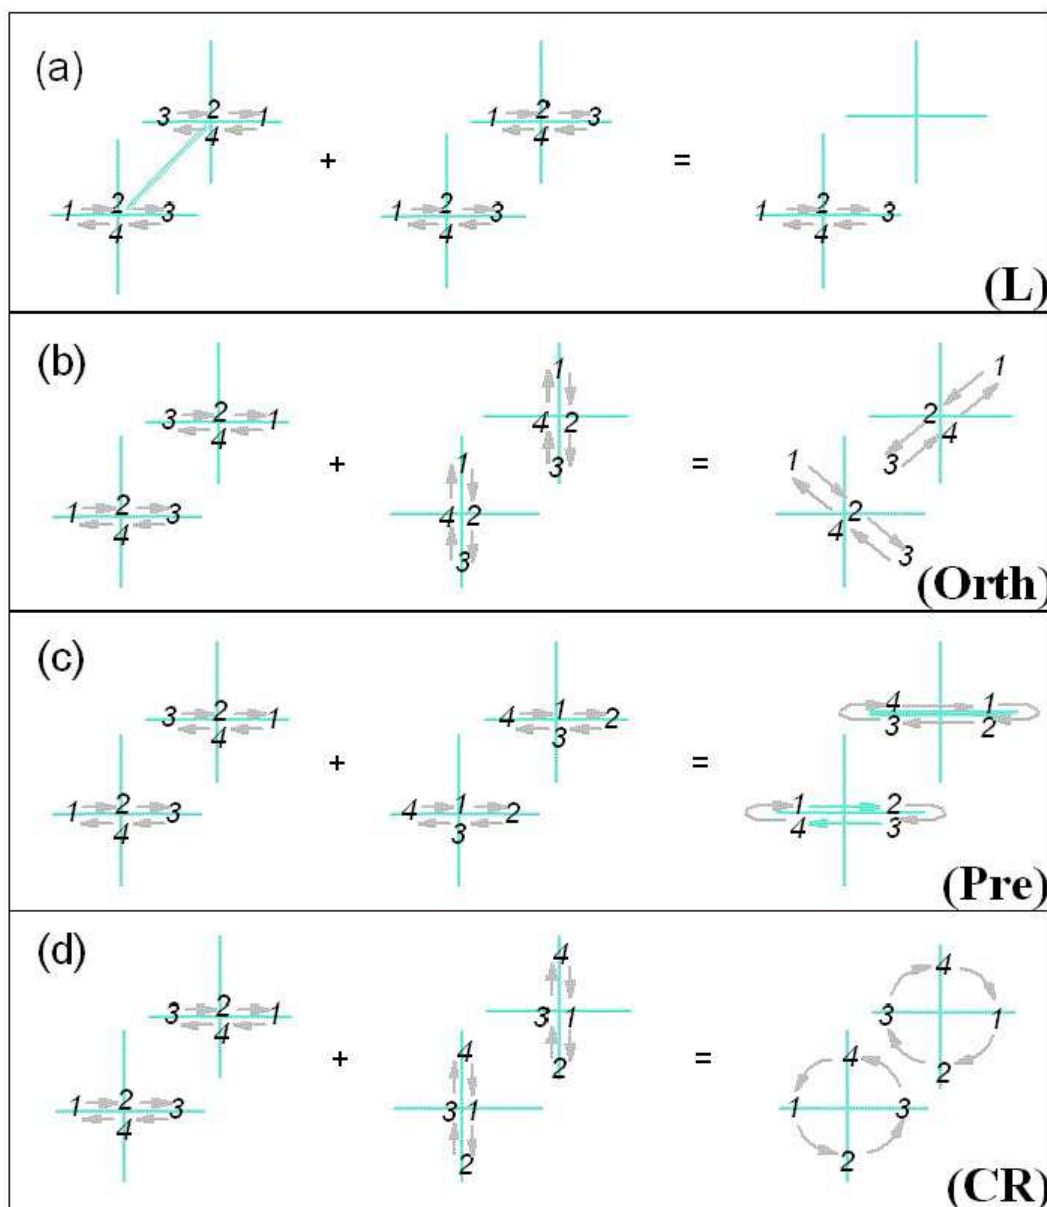 (a)
3 2 1 1 2 3
4 4
+ =
1 2 3 1 2 3 1 2 3
4 4 4
(L)
(b)
1 1
3 2 1 4 2 2
4 4
+ 1 3 = 1 3
1 2 3 4 2 2
4 4
3 3
(Orth)
(c)
4 1
3 2 1 4 1 2 3 2
4 3
+ =
1 2 3 4 1 2 1 2
4 3 4 3
(Pre)
(d)
4 4
3 2 1 3 1 3 1
4
+ 4 2 = 4 2
1 2 3 3 1 1 3
4
2 2
(CR)